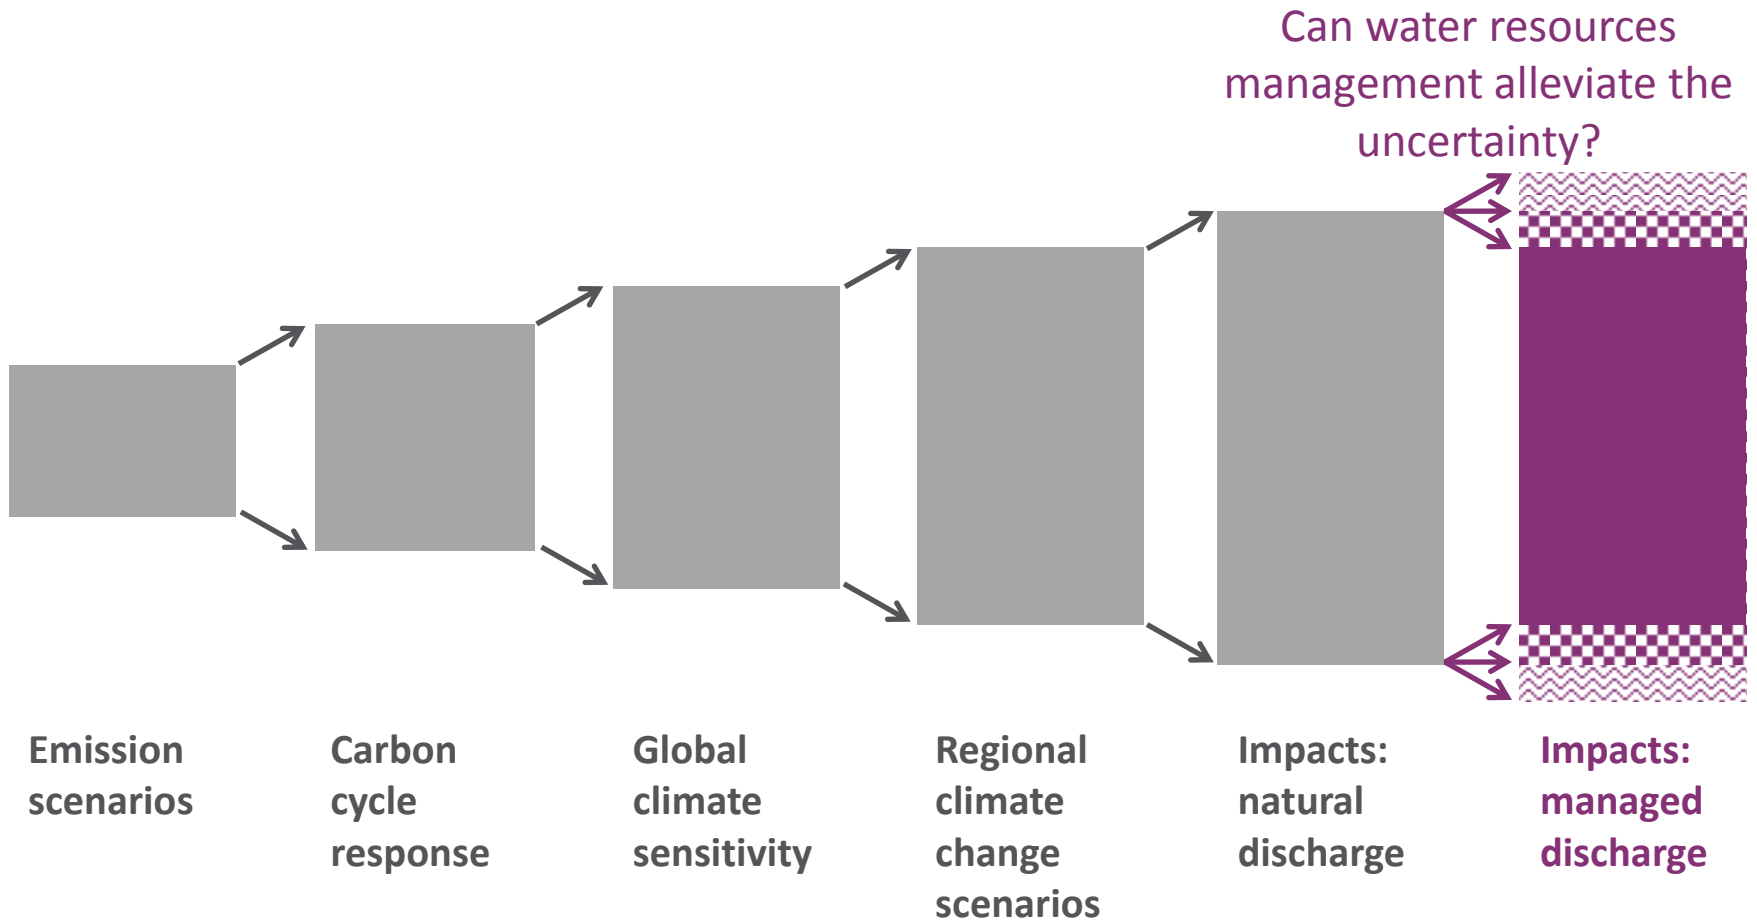 Can water resources
management alleviate the
uncertainty?
Emission
scenarios
Carbon
cycle
response
Global
climate
sensitivity
Regional
climate
change
scenarios
Impacts:
natural
discharge
Impacts:
managed
discharge